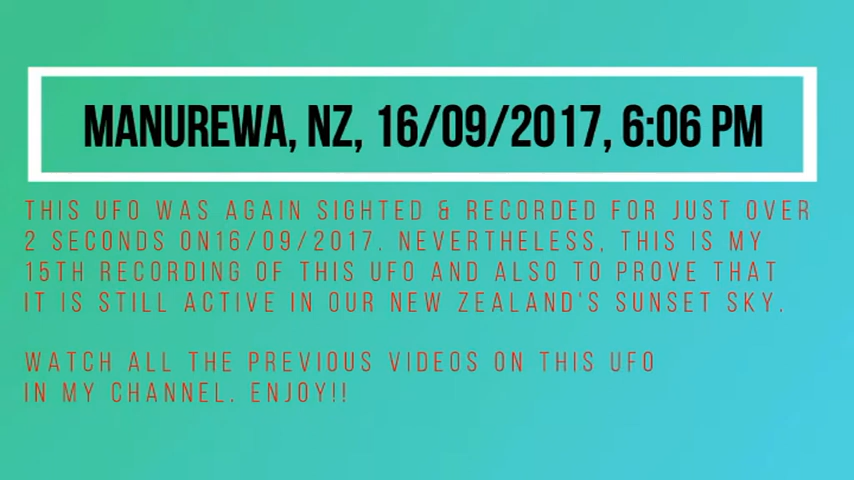 MANUREWA, NZ, 16/09/2017, 6:06 PM
THIS UFO WAS AGAIN SIGHTED & RECORDED FOR JUST OVER
2 SECONDS ON16/09/2017. NEVERTHELESS, THIS IS MY
15TH RECORDING OF THIS UFO AND ALSO TO PROVE THAT
IT IS STILL ACTIVE IN OUR NEW ZEALAND'S SUNSET SKY.
WATCH ALL THE PREVIOUS VIDEOS ON THIS UFO
IN MY CHANNEL. ENJOY!!